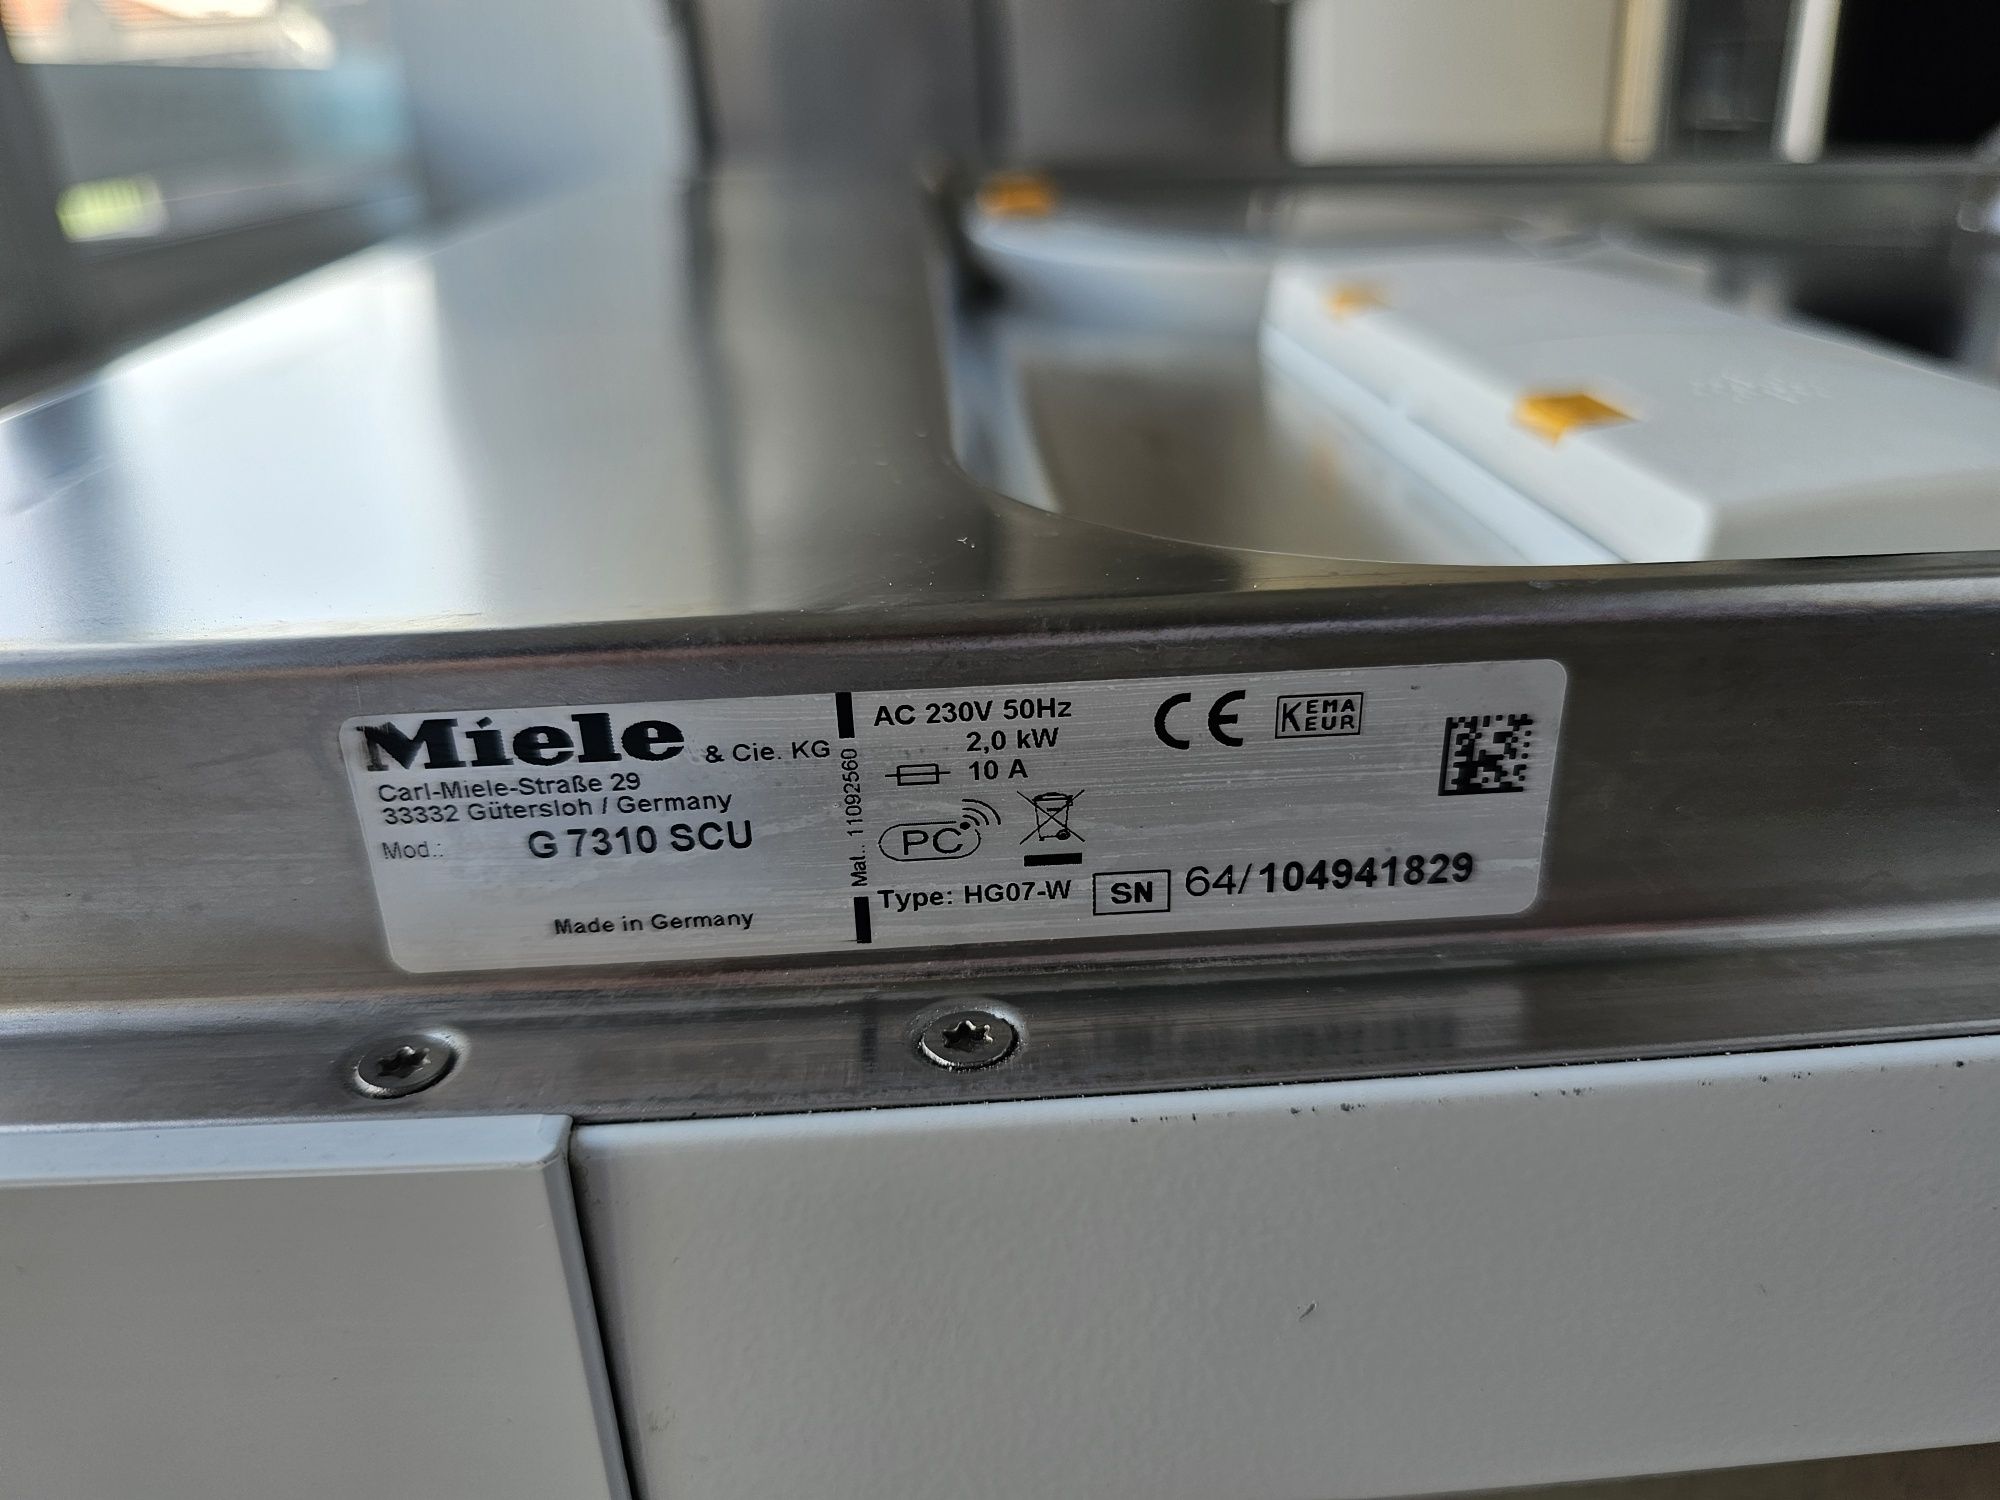 Miele & Cie. KG
Carl-Miele-Straße 29
33332 Gütersloh / Germany
Mod.: G 7310 SCU
Made in Germany
Mat.: 11092560
AC 230V 50Hz
2,0 kW
10 A
PC
Type: HG07-W
SN 64/104941829
CE
KEMA
KEUR